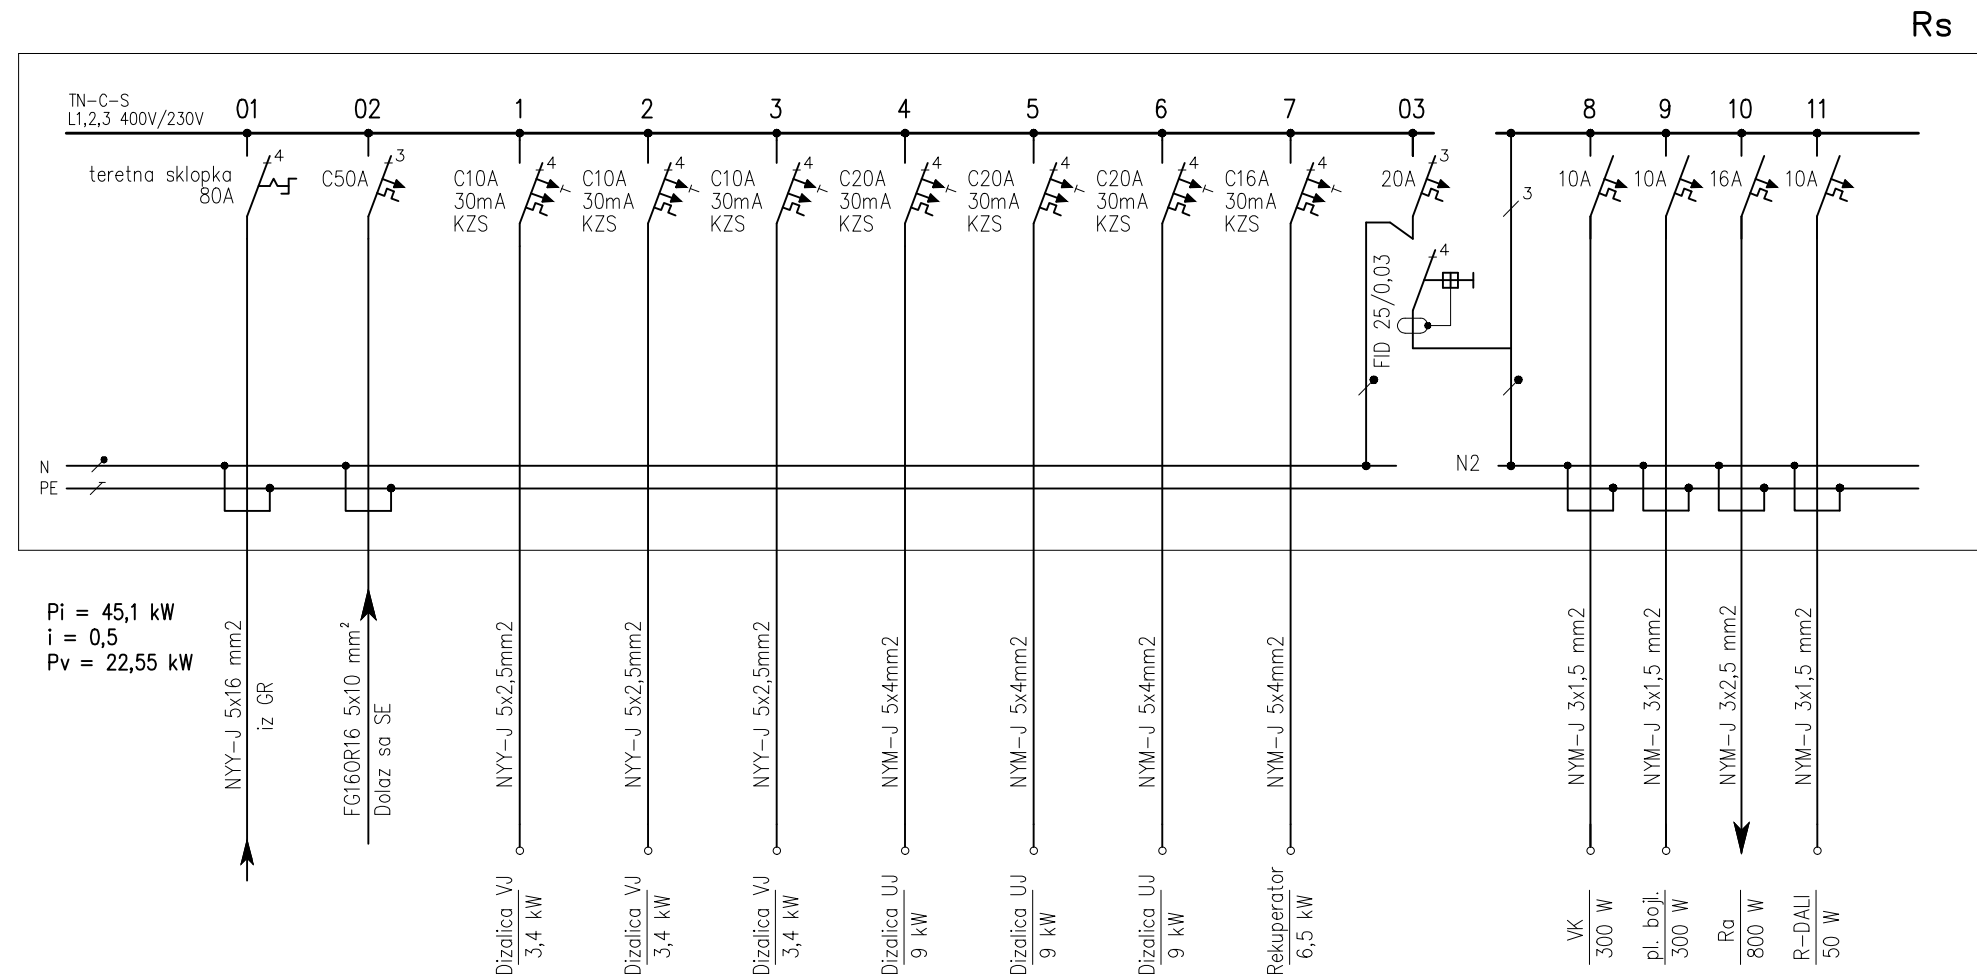 Rs
TN-C-S
L1,2,3 400V/230V
01
02
1
2
3
4
5
6
7
03
8
9
10
11
teretna sklopka
80A
4
C50A
3
C10A
30mA
KZS
4
C10A
30mA
KZS
4
C10A
30mA
KZS
4
C20A
30mA
KZS
4
C20A
30mA
KZS
4
C20A
30mA
KZS
4
C16A
30mA
KZS
4
20A
3
FID 25/0,03
4
3
10A
10A
16A
10A
N
PE
N2
Pi = 45,1 kW
i = 0,5
Pv = 22,55 kW
NYY-J 5x16 mm2
iz GR
FG16OR16 5x10 mm²
Dolaz sa SE
NYY-J 5x2,5mm2
NYY-J 5x2,5mm2
NYY-J 5x2,5mm2
NYM-J 5x4mm2
NYM-J 5x4mm2
NYM-J 5x4mm2
NYM-J 5x4mm2
NYM-J 3x1,5 mm2
NYM-J 3x1,5 mm2
NYM-J 3x2,5 mm2
NYM-J 3x1,5 mm2
Dizalica VJ
3,4 kW
Dizalica VJ
3,4 kW
Dizalica VJ
3,4 kW
Dizalica UJ
9 kW
Dizalica UJ
9 kW
Dizalica UJ
9 kW
Rekuperator
6,5 kW
VK
300 W
pl. bojl.
300 W
Ra
800 W
R-DALI
50 W